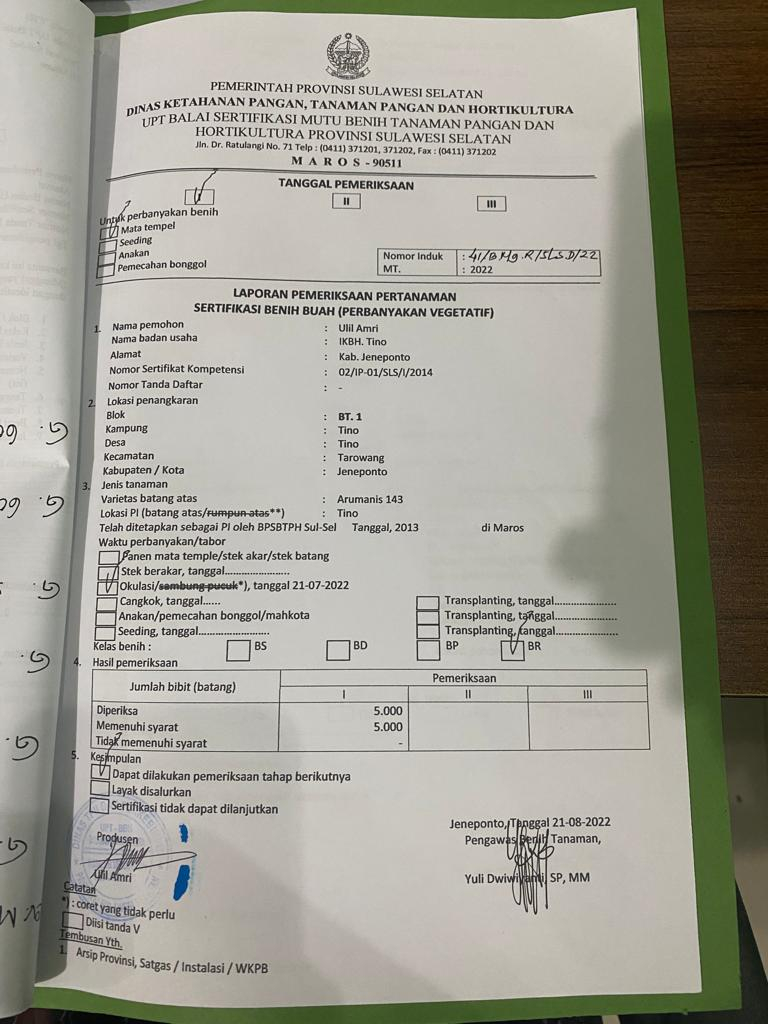 PEMERINTAH PROVINSI SULAWESI SELATAN
DINAS KETAHANAN PANGAN, TANAMAN PANGAN DAN HORTIKULTURA
UPT BALAI SERTIFIKASI MUTU BENIH TANAMAN PANGAN DAN
HORTIKULTURA PROVINSI SULAWESI SELATAN
Jln. Dr. Ratulangi No. 71 Telp : (0411) 371201, 371202, Fax : (0411) 371202
M A R O S - 90511
TANGGAL PEMERIKSAAN
I II III
Untuk perbanyakan benih
Mata tempel
Seeding
Anakan
Pemecahan bonggol
Nomor Induk : 41/B.Mg.R/SLS.D/22
MT. : 2022
LAPORAN PEMERIKSAAN PERTANAMAN
SERTIFIKASI BENIH BUAH (PERBANYAKAN VEGETATIF)
1. Nama pemohon : Ulil Amri
Nama badan usaha : IKBH. Tino
Alamat : Kab. Jeneponto
Nomor Sertifikat Kompetensi : 02/IP-01/SLS/I/2014
Nomor Tanda Daftar : -
2. Lokasi penangkaran
Blok : BT. 1
Kampung : Tino
Desa : Tino
Kecamatan : Tarowang
Kabupaten / Kota : Jeneponto
3. Jenis tanaman
Varietas batang atas : Arumanis 143
Lokasi PI (batang atas/rumpun atas**) : Tino
Telah ditetapkan sebagai PI oleh BPSBTPH Sul-Sel Tanggal, 2013 di Maros
Waktu perbanyakan/tabor
Panen mata temple/stek akar/stek batang
Stek berakar, tanggal........................
Okulasi/sambung pucuk*), tanggal 21-07-2022
Cangkok, tanggal...... Transplanting, tanggal......................
Anakan/pemecahan bonggol/mahkota Transplanting, tanggal......................
Seeding, tanggal......................... Transplanting, tanggal......................
Kelas benih : BS BD BP BR
4. Hasil pemeriksaan
Jumlah bibit (batang) Pemeriksaan
I II III
Diperiksa 5.000
Memenuhi syarat 5.000
Tidak memenuhi syarat -
5. Kesimpulan
Dapat dilakukan pemeriksaan tahap berikutnya
Layak disalurkan
Sertifikasi tidak dapat dilanjutkan
Jeneponto, Tanggal 21-08-2022
Produsen Pengawas Benih Tanaman,
Ulil Amri Yuli Dwiwiyanti, SP, MM
Catatan
*) : coret yang tidak perlu
Diisi tanda V
Tembusan Yth.
1. Arsip Provinsi, Satgas / Instalasi / WKPB